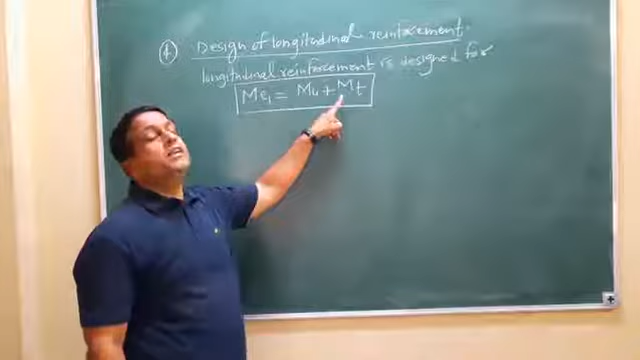 ④ Design of longitudinal reinforcement.
longitudinal reinforcement is designed for
Me₁ = Mu + Mt